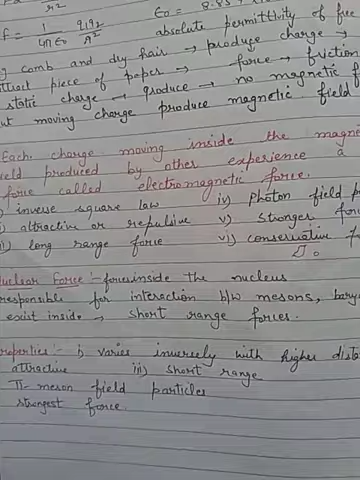 r²
F = 1/4πϵ₀ q₁q₂/r² ϵ₀ = 8.85 ×
absolute permittivity of free
comb and dry hair → produce charge →
attract piece of paper → force → friction
static charge → produce → no magnetic f
but moving charge produce magnetic field
Each charge moving inside the magne
field produced by other experience a
force called electromagnetic force.
i) inverse square law iv) Photon field p
ii) attractive or repulsive v) Stronger for
iii) long range force vi) conservative f
Nuclear Force :- forces inside the nucleus
responsible for interaction b/w mesons, bary
exist inside → short range forces.
Properties :- i) varies inversely with higher dista
attractive iii) short range
π-meson field particles
strongest force.